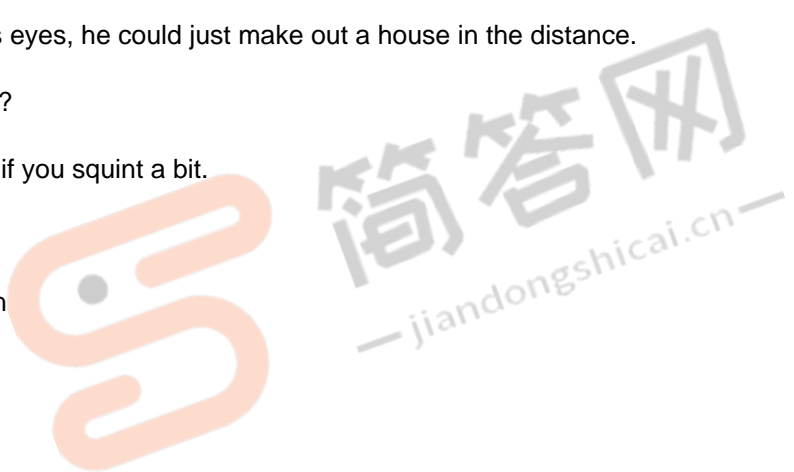 s eyes, he could just make out a house in the distance.
?
if you squint a bit.
n
简答网
jiandongshicai.cn